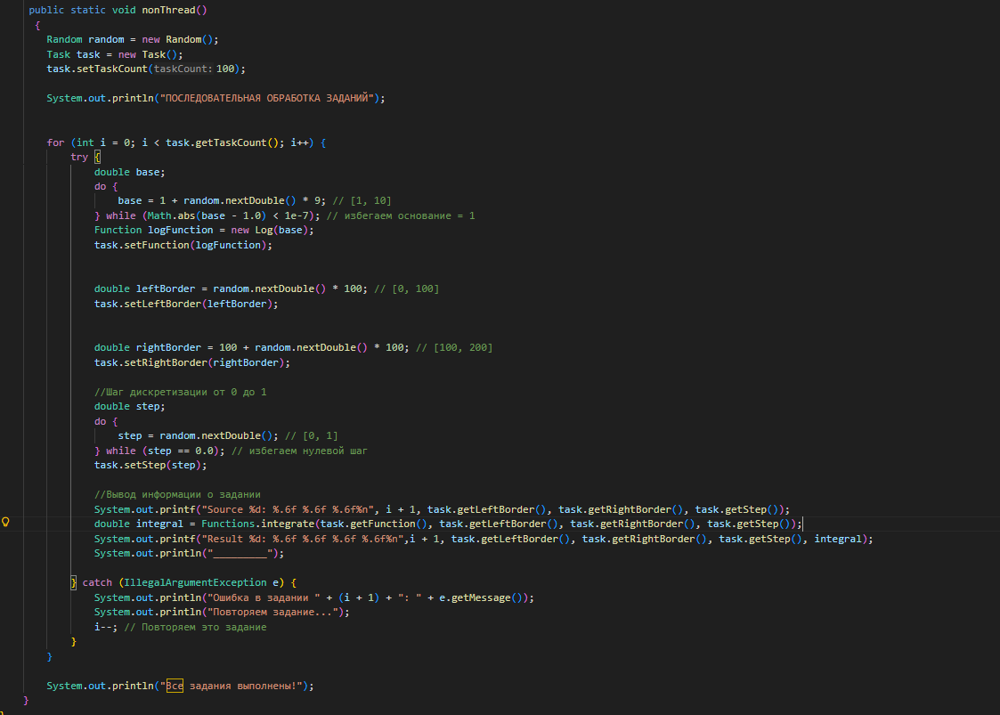 public static void nonThread()
{
Random random = new Random();
Task task = new Task();
task.setTaskCount(taskCount: 100);
System.out.println("ПОСЛЕДОВАТЕЛЬНАЯ ОБРАБОТКА ЗАДАНИЙ");
for (int i = 0; i < task.getTaskCount(); i++) {
try {
double base;
do {
base = 1 + random.nextDouble() * 9; // [1, 10]
} while (Math.abs(base - 1.0) < 1e-7); // избегаем основание = 1
Function logFunction = new Log(base);
task.setFunction(logFunction);
double leftBorder = random.nextDouble() * 100; // [0, 100]
task.setLeftBorder(leftBorder);
double rightBorder = 100 + random.nextDouble() * 100; // [100, 200]
task.setRightBorder(rightBorder);
//Шаг дискретизации от 0 до 1
double step;
do {
step = random.nextDouble(); // [0, 1]
} while (step == 0.0); // избегаем нулевой шаг
task.setStep(step);
//Вывод информации о задании
System.out.printf("Source %d: %.6f %.6f %.6f%n", i + 1, task.getLeftBorder(), task.getRightBorder(), task.getStep());
double integral = Functions.integrate(task.getFunction(), task.getLeftBorder(), task.getRightBorder(), task.getStep());
System.out.printf("Result %d: %.6f %.6f %.6f %.6f%n",i + 1, task.getLeftBorder(), task.getRightBorder(), task.getStep(), integral);
System.out.println("_________");
} catch (IllegalArgumentException e) {
System.out.println("Ошибка в задании " + (i + 1) + ": " + e.getMessage());
System.out.println("Повторяем задание...");
i--; // Повторяем это задание
}
}
System.out.println("Все задания выполнены!");
}